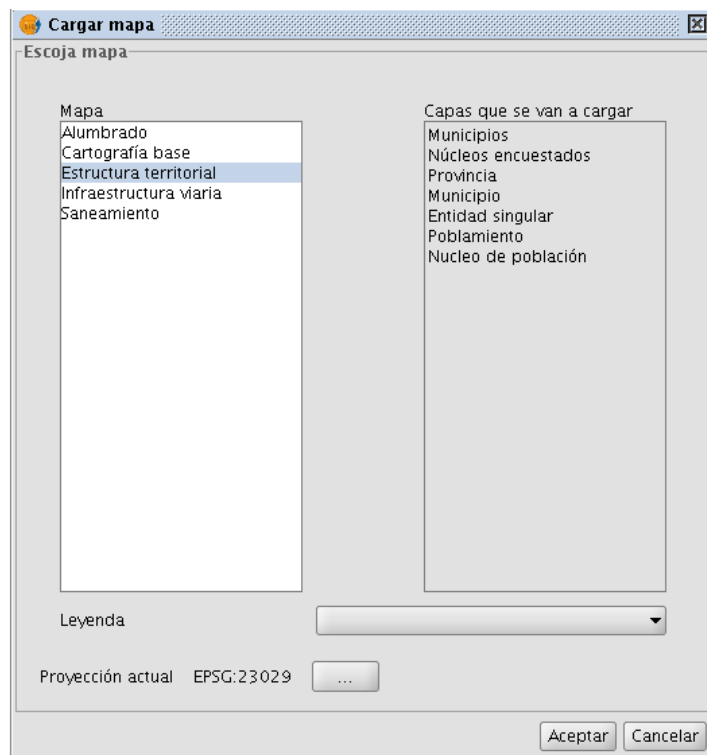 Cargar mapa
Escoja mapa
Mapa
Alumbrado
Cartografía base
Estructura territorial
Infraestructura viaria
Saneamiento
Capas que se van a cargar
Municipios
Núcleos encuestados
Provincia
Municipio
Entidad singular
Poblamiento
Nucleo de población
Leyenda
Proyección actual EPSG:23029 ...
Aceptar Cancelar